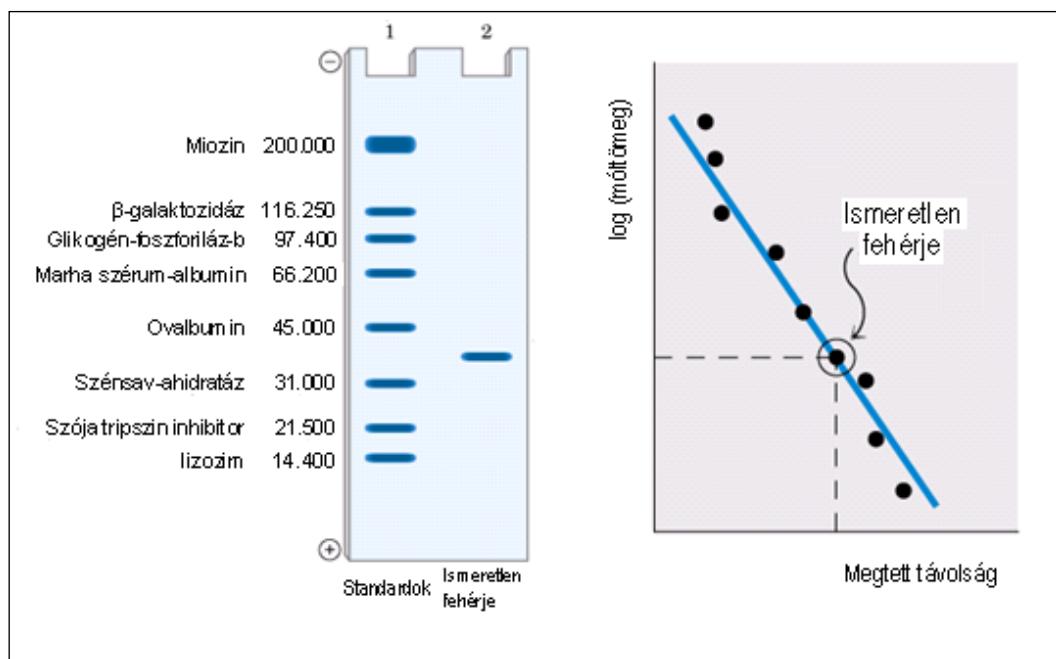 1 2
−
Miozin 200.000
β-galaktozidáz 116.250
Glikogén-foszforiláz-b 97.400
Marha szérum-albumin 66.200
Ovalbumin 45.000
Szénsav-ahidratáz 31.000
Szója tripszin inhibitor 21.500
lizozim 14.400
+
Standardok
Ismeretlen
fehérje
log (móltömeg)
Ismeretlen
fehérje
Megtett távolság